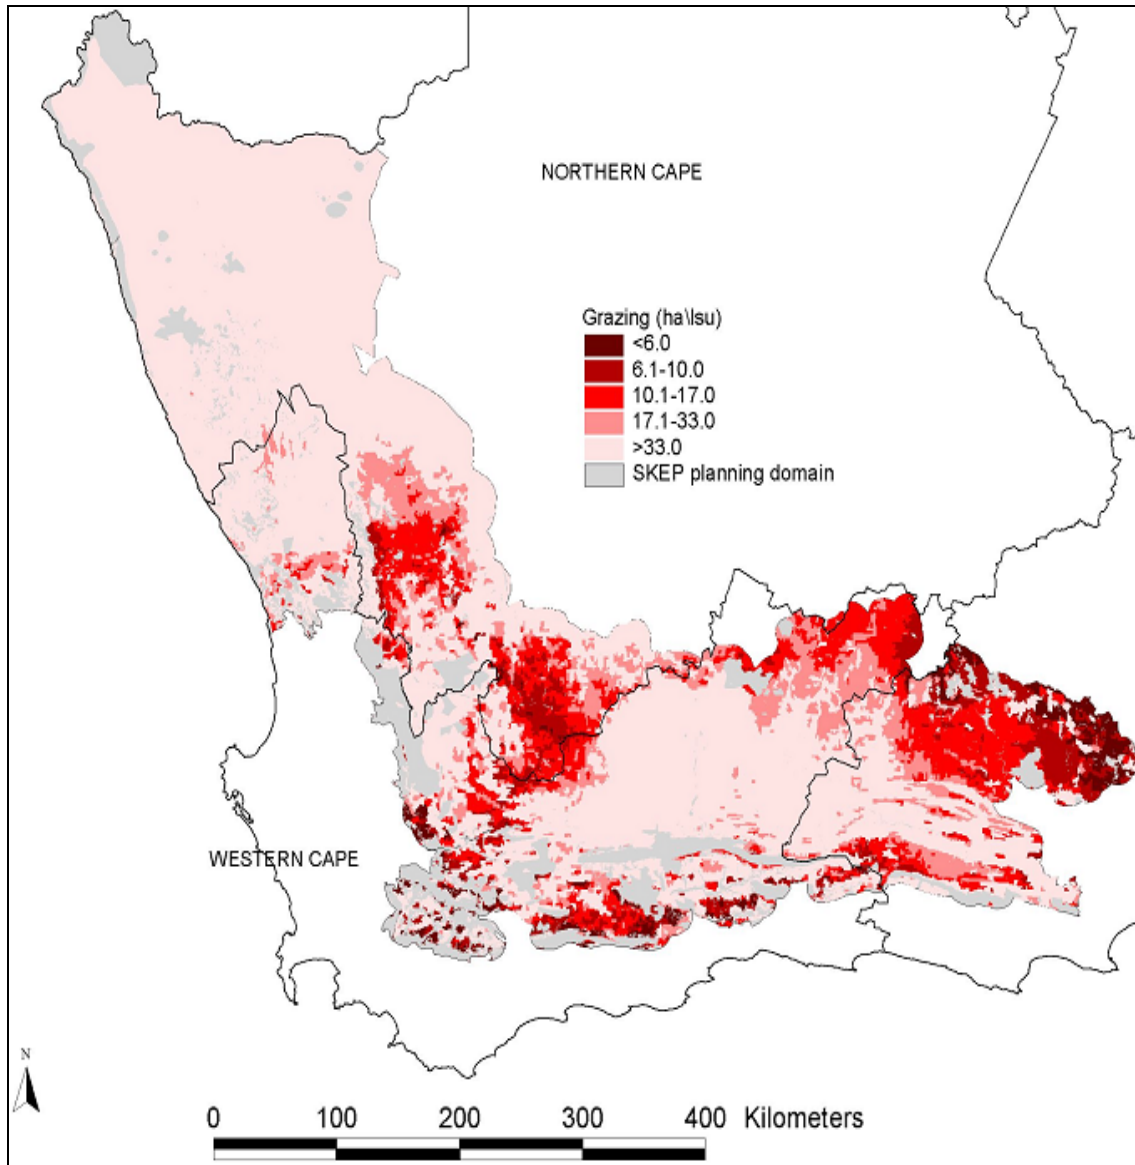 NORTHERN CAPE
Grazing (ha\lsu)
<6.0
6.1-10.0
10.1-17.0
17.1-33.0
>33.0
SKEP planning domain
WESTERN CAPE
N
0 100 200 300 400 Kilometers